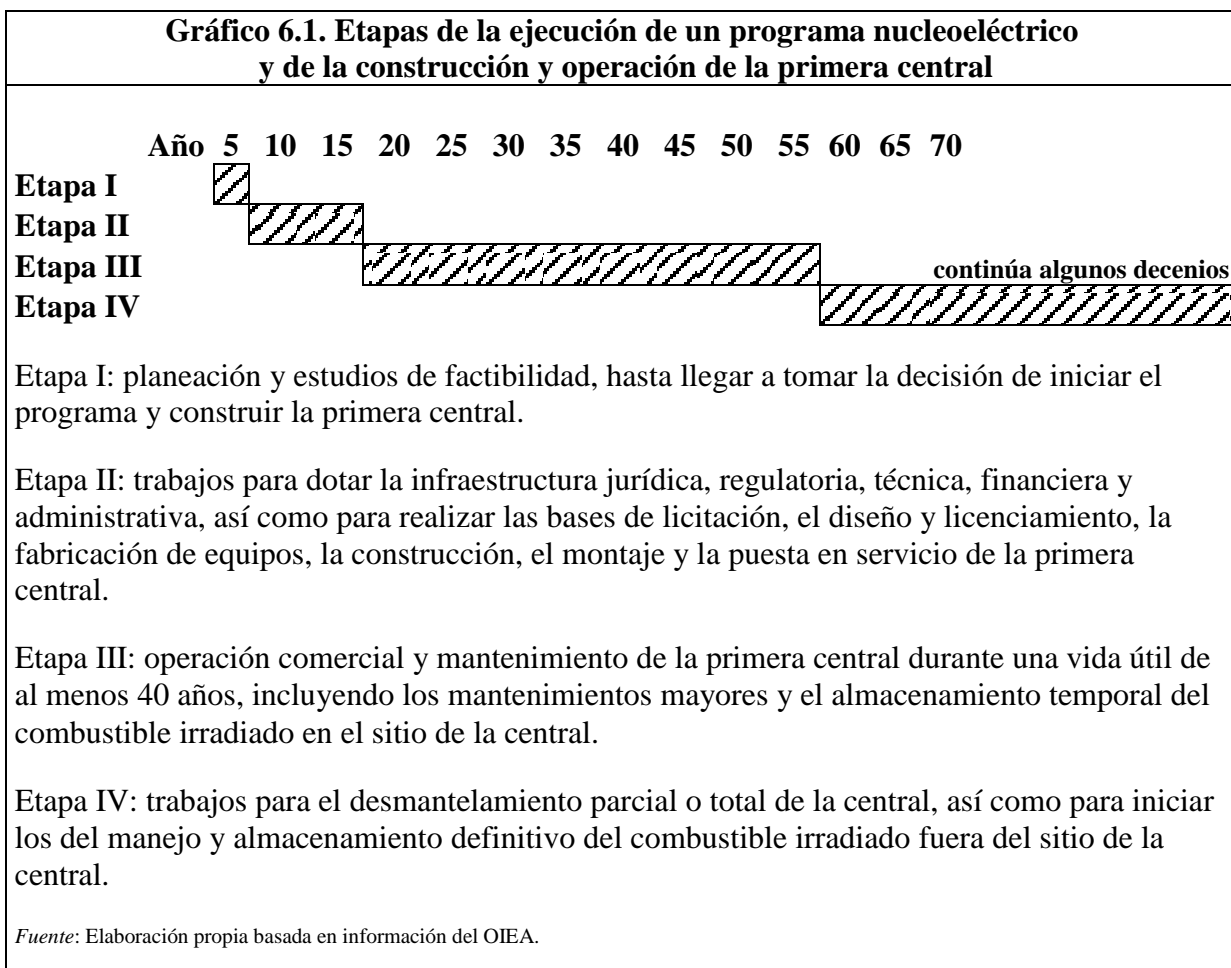 Gráfico 6.1. Etapas de la ejecución de un programa nucleoeléctrico
y de la construcción y operación de la primera central
Año 5 10 15 20 25 30 35 40 45 50 55 60 65 70
Etapa I
Etapa II
Etapa III continúa algunos decenios
Etapa IV
Etapa I: planeación y estudios de factibilidad, hasta llegar a tomar la decisión de iniciar el
programa y construir la primera central.
Etapa II: trabajos para dotar la infraestructura jurídica, regulatoria, técnica, financiera y
administrativa, así como para realizar las bases de licitación, el diseño y licenciamiento, la
fabricación de equipos, la construcción, el montaje y la puesta en servicio de la primera
central.
Etapa III: operación comercial y mantenimiento de la primera central durante una vida útil de
al menos 40 años, incluyendo los mantenimientos mayores y el almacenamiento temporal del
combustible irradiado en el sitio de la central.
Etapa IV: trabajos para el desmantelamiento parcial o total de la central, así como para iniciar
los del manejo y almacenamiento definitivo del combustible irradiado fuera del sitio de la
central.
Fuente: Elaboración propia basada en información del OIEA.